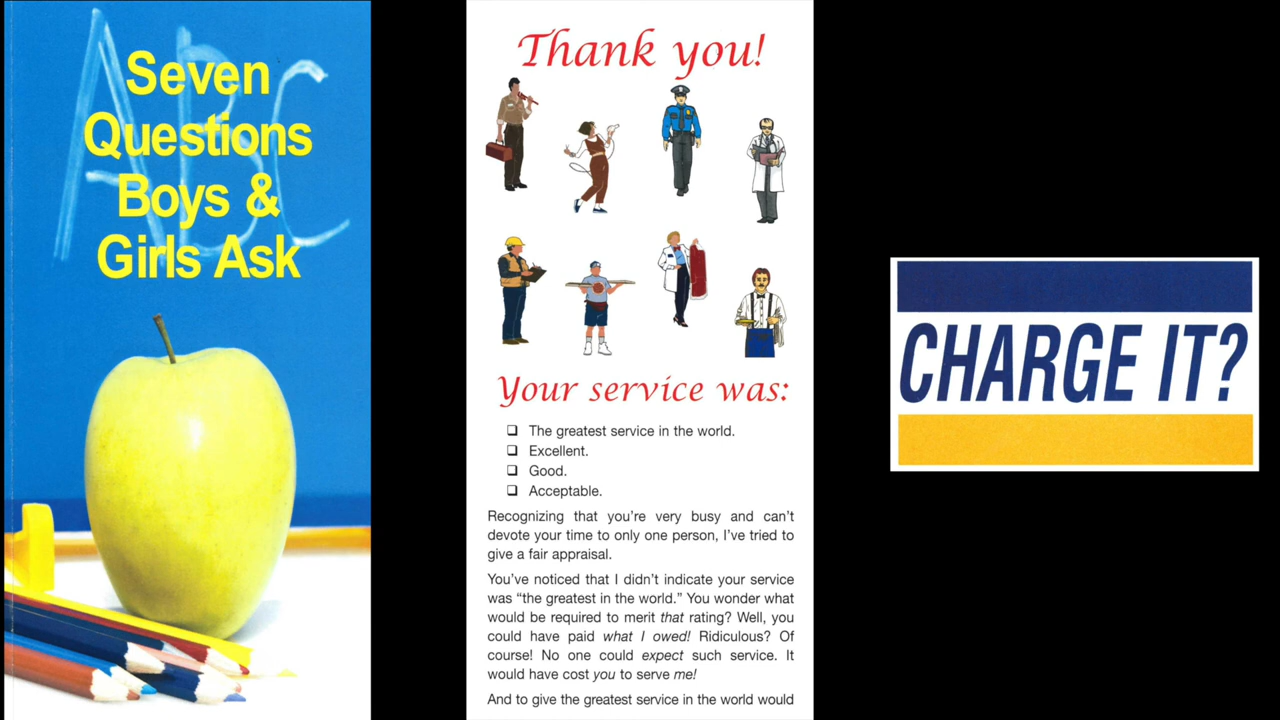 ABC
Seven
Questions
Boys &
Girls Ask
Thank you!
Your service was:
❑ The greatest service in the world.
❑ Excellent.
❑ Good.
❑ Acceptable.
Recognizing that you're very busy and can't
devote your time to only one person, I've tried to
give a fair appraisal.
You've noticed that I didn't indicate your service
was “the greatest in the world.” You wonder what
would be required to merit that rating? Well, you
could have paid what I owed! Ridiculous? Of
course! No one could expect such service. It
would have cost you to serve me!
And to give the greatest service in the world would
CHARGE IT?